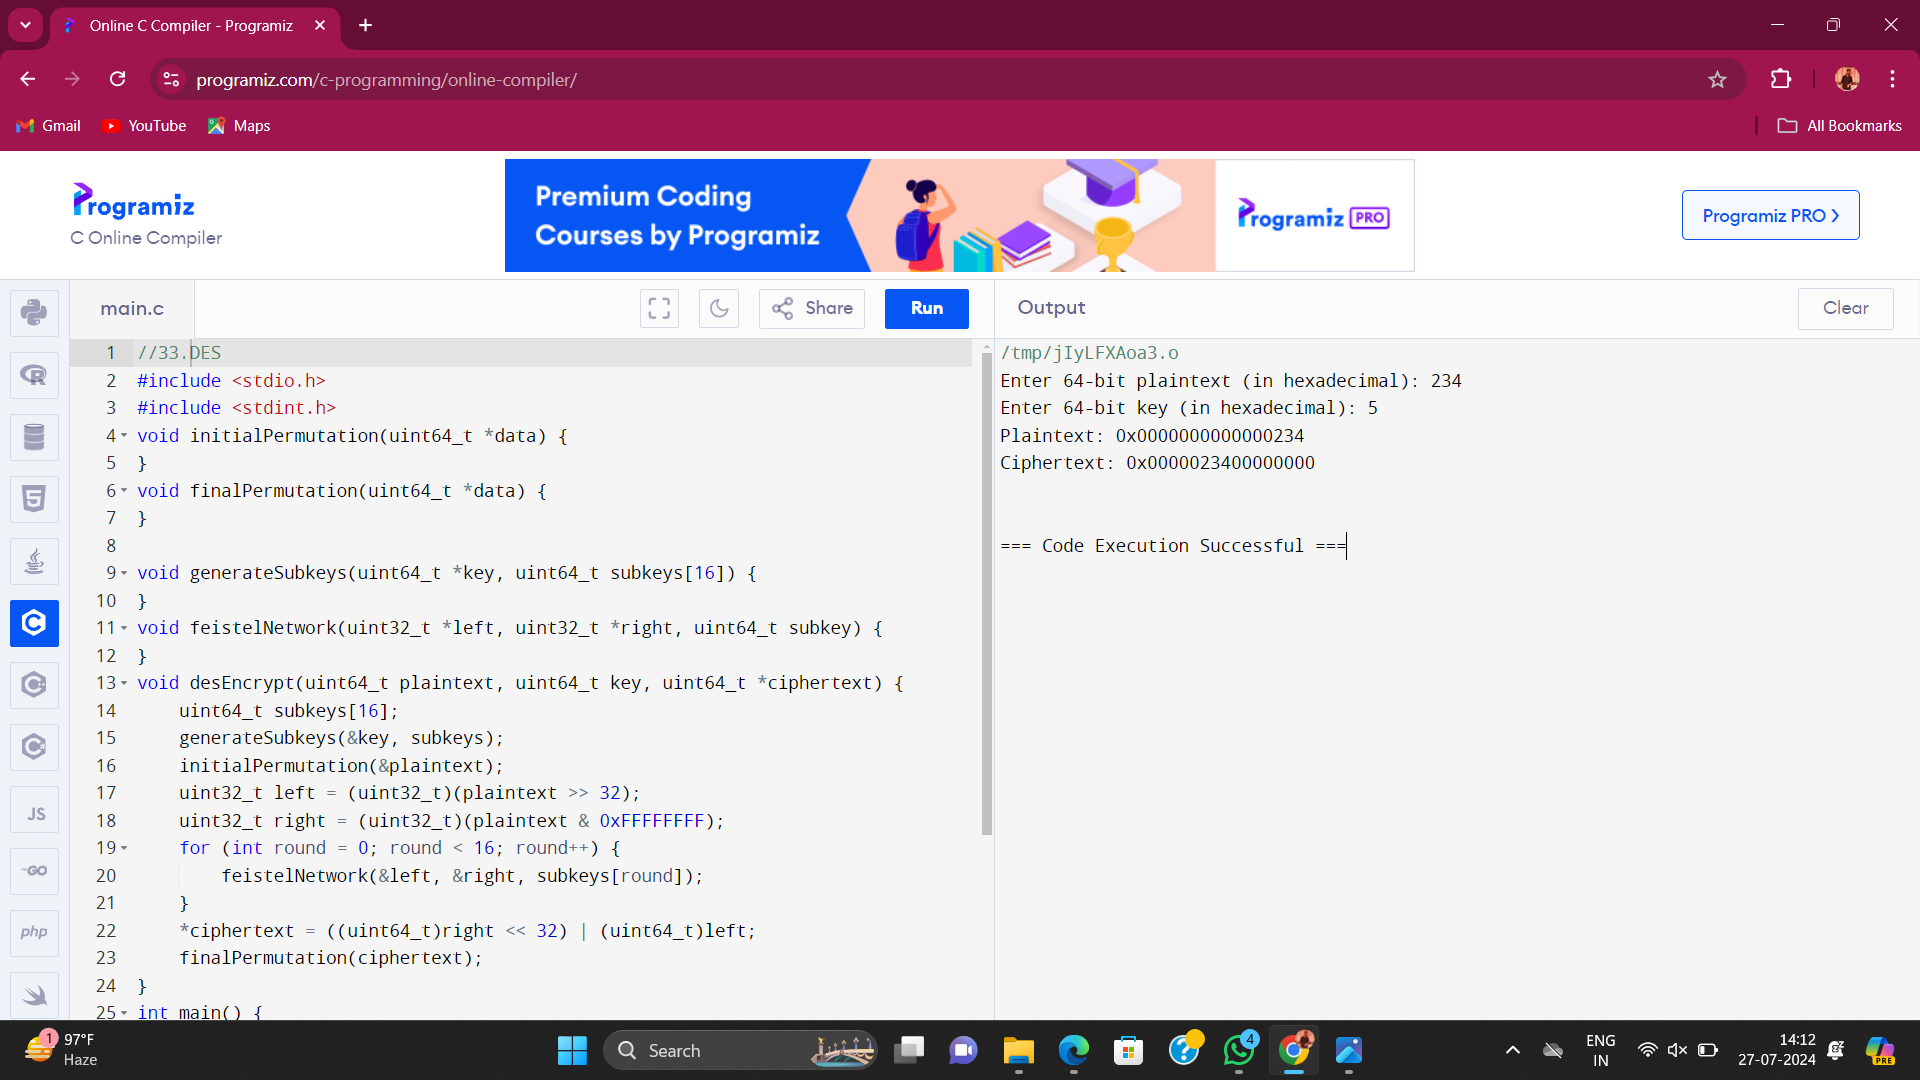 Online C Compiler - Programiz
programiz.com/c-programming/online-compiler/
Gmail YouTube Maps All Bookmarks
Programiz
C Online Compiler
Premium Coding
Courses by Programiz
Programiz PRO
Programiz PRO
main.c
Share
Run
Output
Clear
1 //33.DES
2 #include <stdio.h>
3 #include <stdint.h>
4 void initialPermutation(uint64_t *data) {
5 }
6 void finalPermutation(uint64_t *data) {
7 }
8
9 void generateSubkeys(uint64_t *key, uint64_t subkeys[16]) {
10 }
11 void feistelNetwork(uint32_t *left, uint32_t *right, uint64_t subkey) {
12 }
13 void desEncrypt(uint64_t plaintext, uint64_t key, uint64_t *ciphertext) {
14 uint64_t subkeys[16];
15 generateSubkeys(&key, subkeys);
16 initialPermutation(&plaintext);
17 uint32_t left = (uint32_t)(plaintext >> 32);
18 uint32_t right = (uint32_t)(plaintext & 0xFFFFFFFF);
19 for (int round = 0; round < 16; round++) {
20 feistelNetwork(&left, &right, subkeys[round]);
21 }
22 *ciphertext = ((uint64_t)right << 32) | (uint64_t)left;
23 finalPermutation(ciphertext);
24 }
25 int main() {
/tmp/jIyLFXAoa3.o
Enter 64-bit plaintext (in hexadecimal): 234
Enter 64-bit key (in hexadecimal): 5
Plaintext: 0x0000000000000234
Ciphertext: 0x0000023400000000
=== Code Execution Successful ===
JS
GO
php
1
97°F
Haze
Search
4
ENG
IN
14:12
27-07-2024
PRE